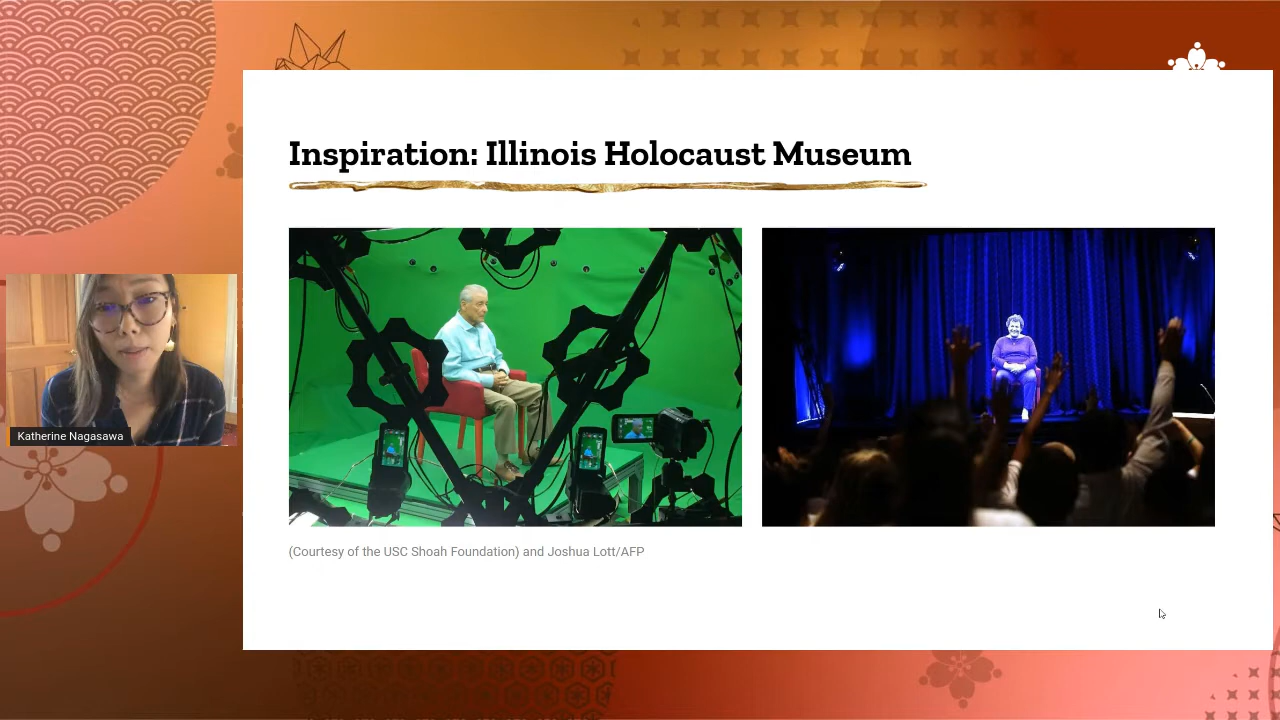 Inspiration: Illinois Holocaust Museum
Katherine Nagasawa
(Courtesy of the USC Shoah Foundation) and Joshua Lott/AFP